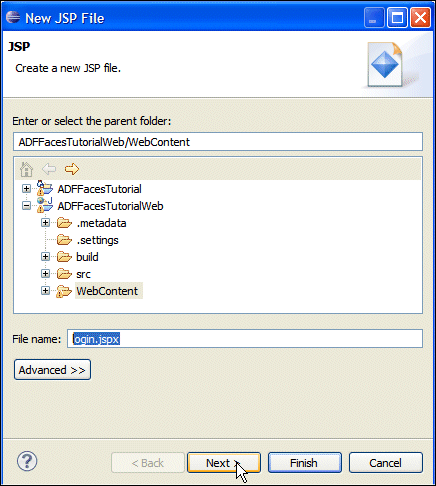 New JSP File
JSP
Create a new JSP file.
Enter or select the parent folder:
ADFFacesTutorialWeb/WebContent
ADFFacesTutorial
ADFFacesTutorialWeb
.metadata
.settings
build
src
WebContent
File name: login.jspx
Advanced >>
? < Back Next > Finish Cancel